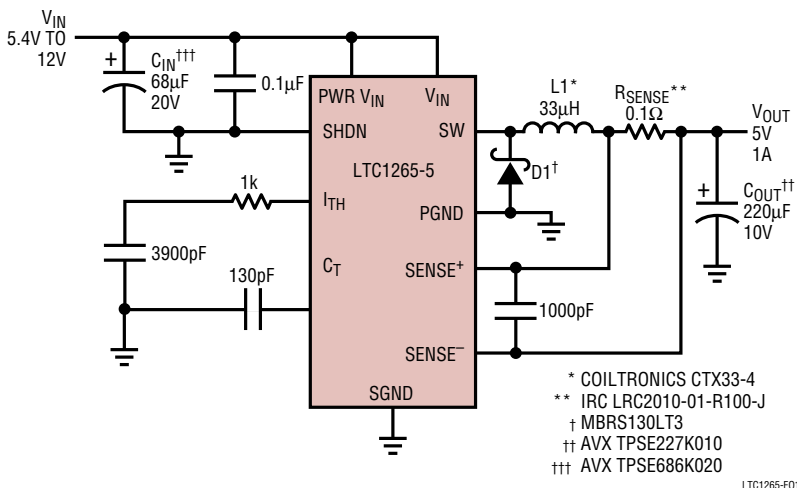 VIN
5.4V TO
12V
+
CIN†††
68µF
20V
0.1µF
PWR VIN
VIN
SHDN
SW
LTC1265-5
L1*
33µH
RSENSE**
0.1Ω
VOUT
5V
1A
D1†
1k
ITH
PGND
+
COUT††
220µF
10V
3900pF
CT
130pF
SENSE+
1000pF
SENSE–
SGND
* COILTRONICS CTX33-4
** IRC LRC2010-01-R100-J
† MBRS130LT3
†† AVX TPSE227K010
††† AVX TPSE686K020